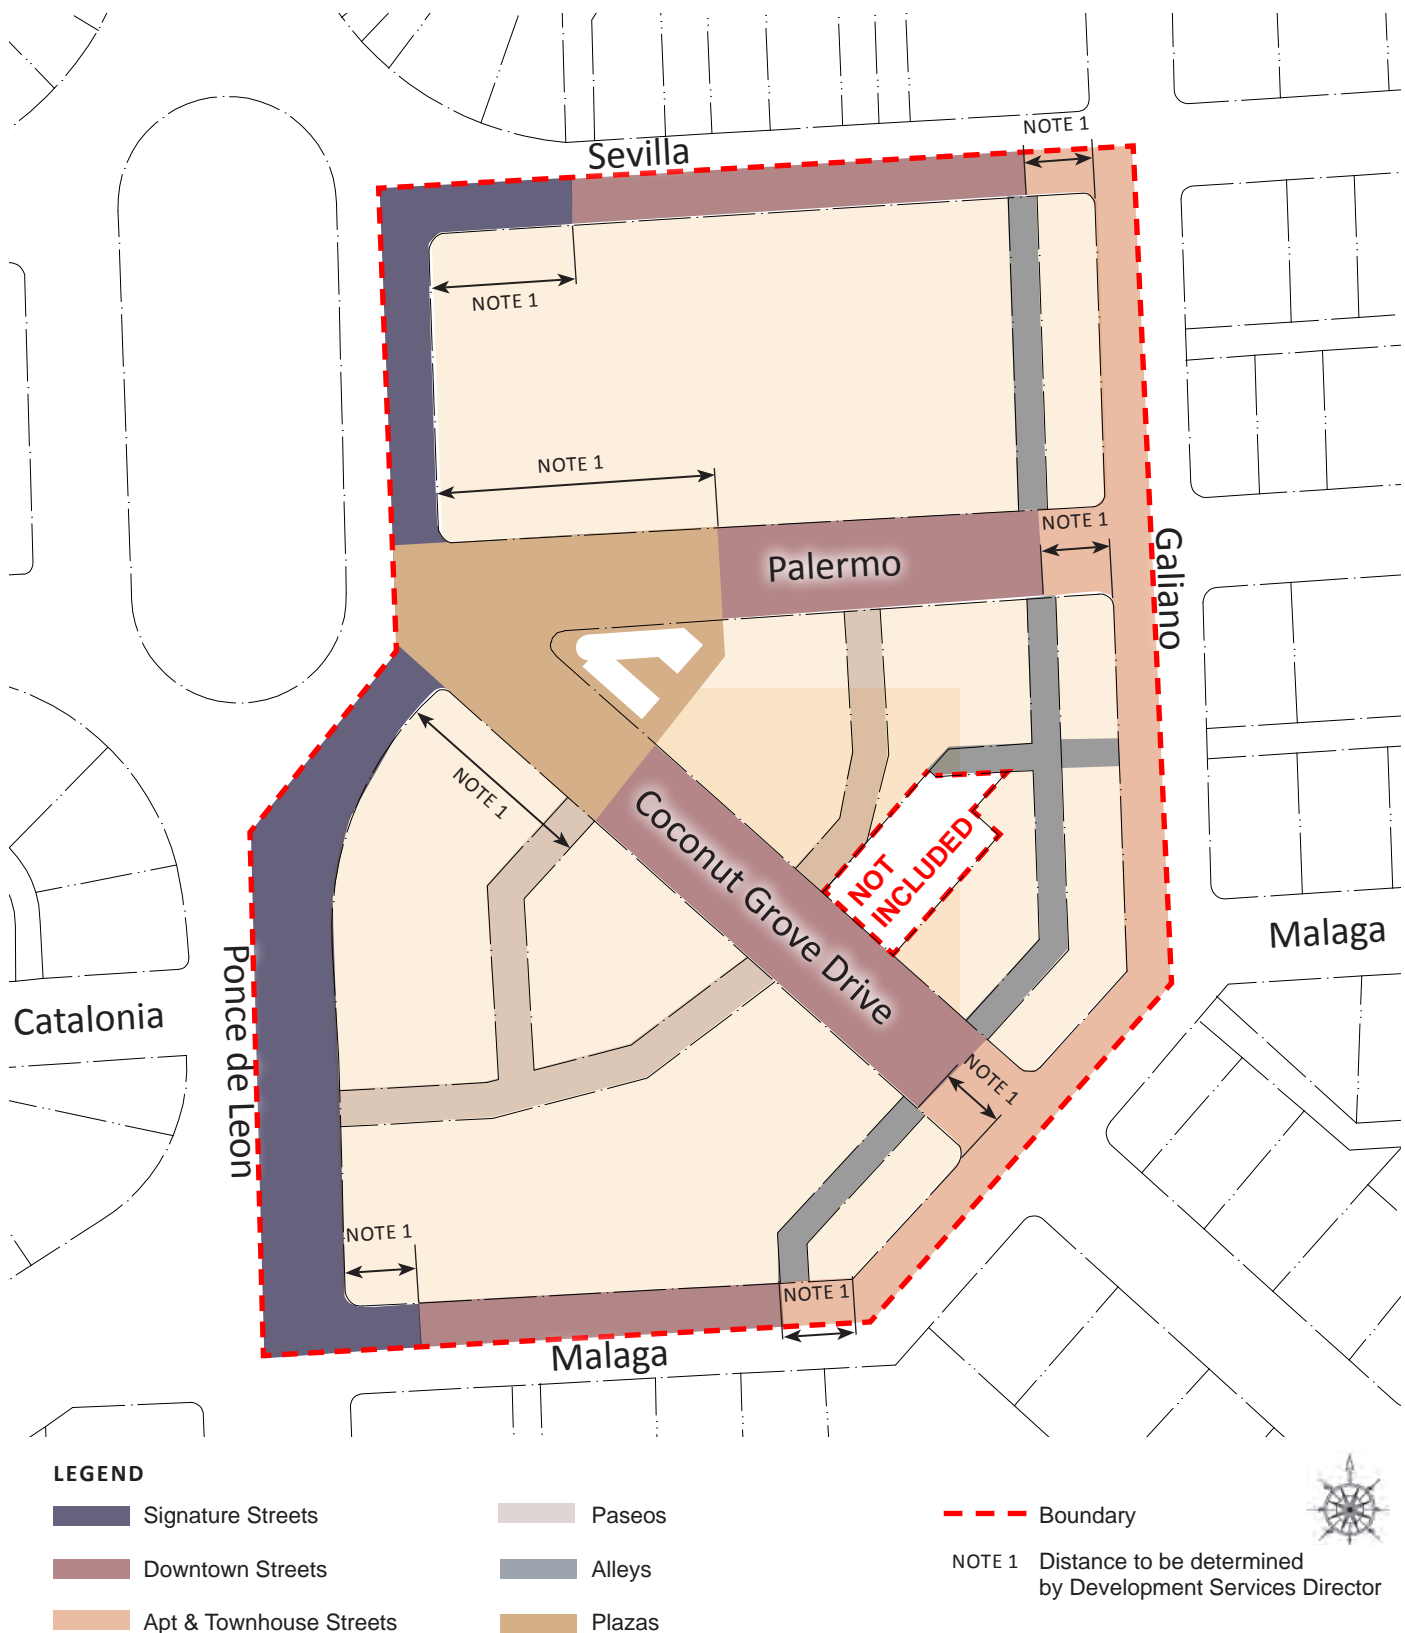 NOTE 1
Sevilla
NOTE 1
NOTE 1
NOTE 1
Palermo
Galiano
NOTE 1
Coconut Grove Drive
NOT
INCLUDED
Malaga
Catalonia
Ponce de Leon
NOTE 1
NOTE 1
NOTE 1
Malaga
LEGEND
Signature Streets
Paseos
Boundary
Downtown Streets
Alleys
NOTE 1 Distance to be determined
by Development Services Director
Apt & Townhouse Streets
Plazas